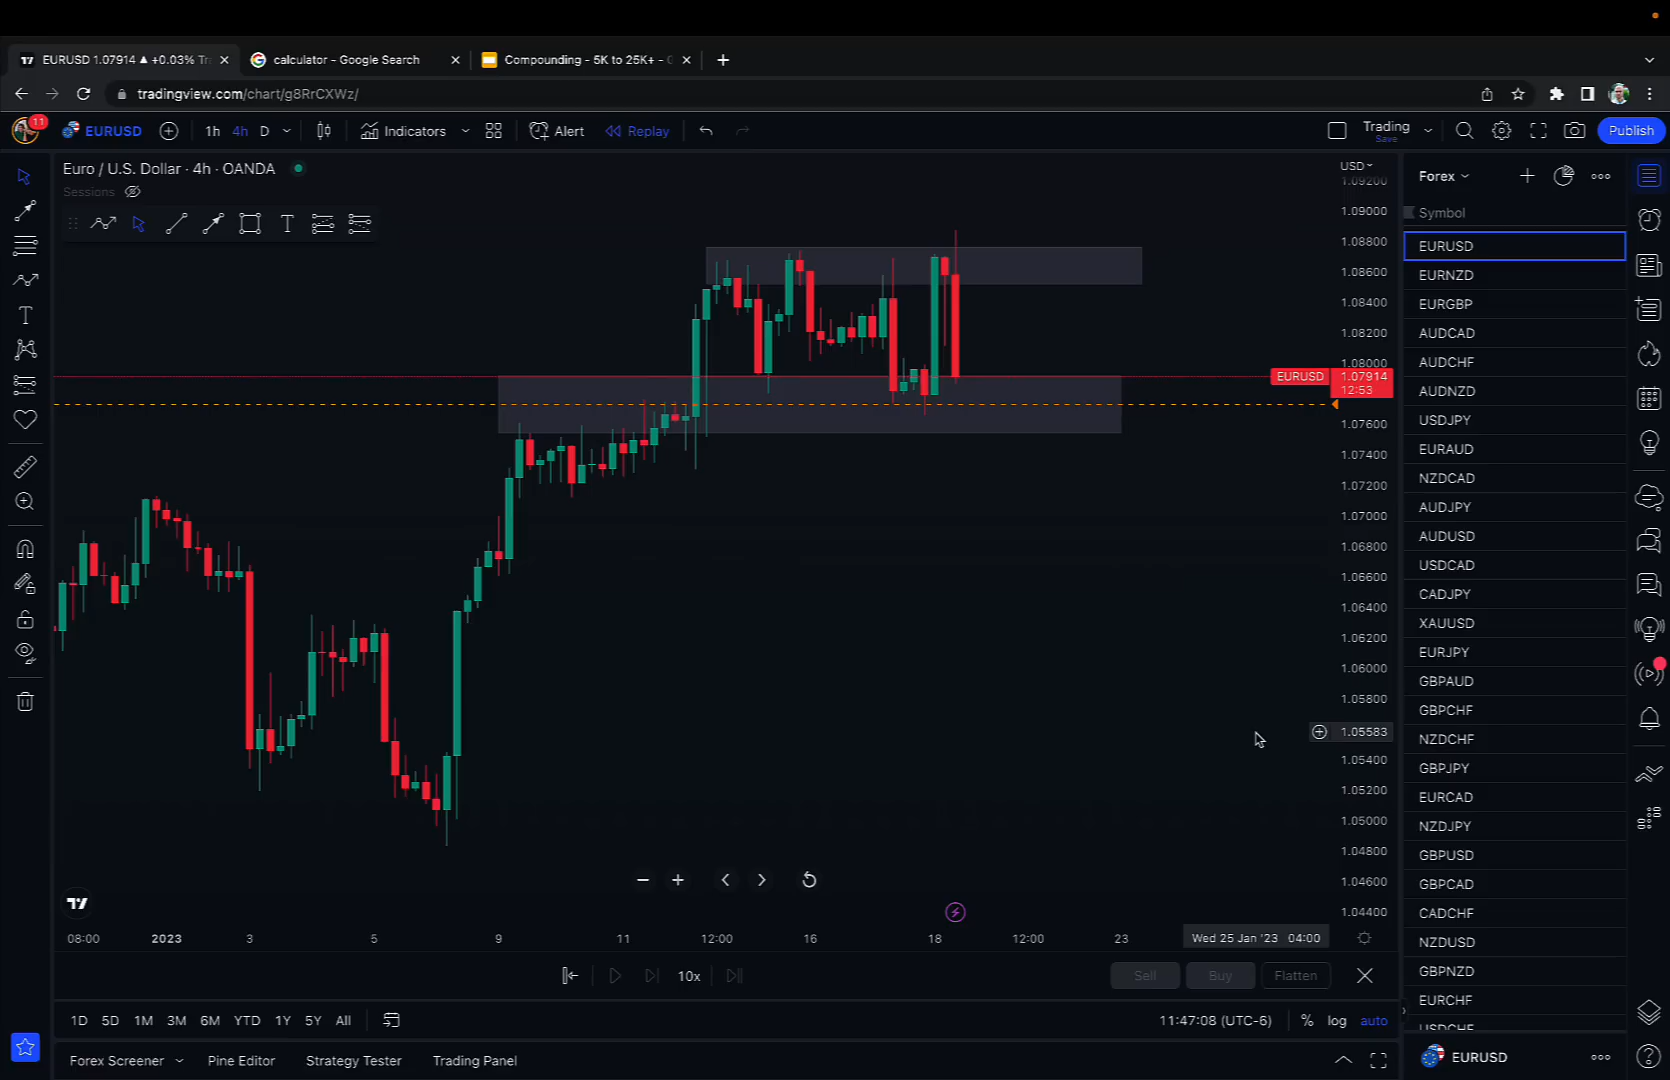 EURUSD 1.07914 ▲ +0.03% Tr
calculator - Google Search
Compounding - 5K to 25K+ - G
tradingview.com/chart/g8RrCXWz/
11
EURUSD
1h 4h D
Indicators
Alert
Replay
Trading
Save
Publish
Euro / U.S. Dollar · 4h · OANDA
Sessions
USD
1.09200
1.09000
1.08800
1.08600
1.08400
1.08200
1.08000
EURUSD 1.07914
12:53
1.07600
1.07400
1.07200
1.07000
1.06800
1.06600
1.06400
1.06200
1.06000
1.05800
1.05583
1.05400
1.05200
1.05000
1.04800
1.04600
1.04400
08:00 2023 3 5 9 11 12:00 16 18 12:00 23 Wed 25 Jan '23 04:00
10x
Sell Buy Flatten
1D 5D 1M 3M 6M YTD 1Y 5Y All
11:47:08 (UTC-6) % log auto
Forex Screener Pine Editor Strategy Tester Trading Panel
Forex
Symbol
EURUSD
EURNZD
EURGBP
AUDCAD
AUDCHF
AUDNZD
USDJPY
EURAUD
NZDCAD
AUDJPY
AUDUSD
USDCAD
CADJPY
XAUUSD
EURJPY
GBPAUD
GBPCHF
NZDCHF
GBPJPY
EURCAD
NZDJPY
GBPUSD
GBPCAD
CADCHF
NZDUSD
GBPNZD
EURCHF
USDCHF
EURUSD